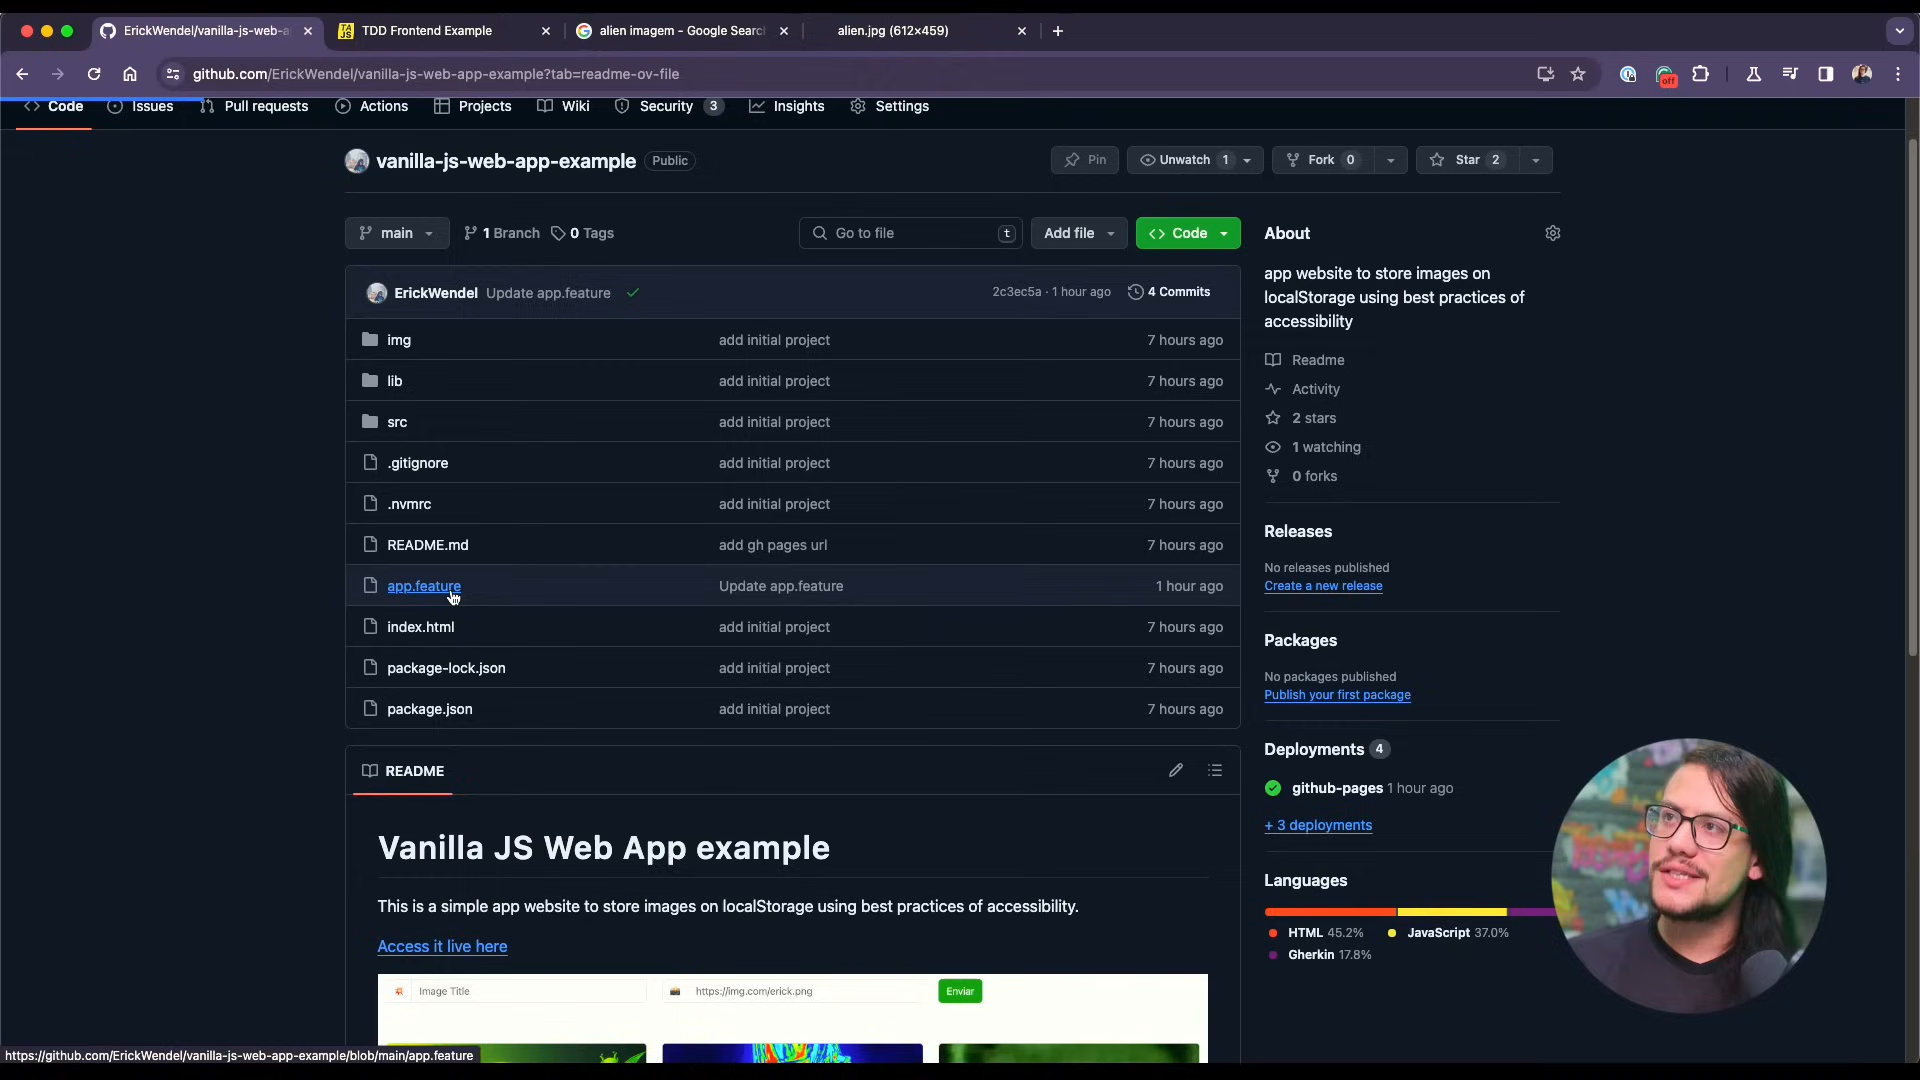 ErickWendel/vanilla-js-web-a
TDD Frontend Example
alien imagem - Google Searc
alien.jpg (612×459)
github.com/ErickWendel/vanilla-js-web-app-example?tab=readme-ov-file
off
Code
Issues
Pull requests
Actions
Projects
Wiki
Security 3
Insights
Settings
vanilla-js-web-app-example Public
Pin
Unwatch 1
Fork 0
Star 2
main
1 Branch
0 Tags
Go to file t
Add file
<> Code
ErickWendel Update app.feature
2c3ec5a · 1 hour ago
4 Commits
img add initial project 7 hours ago
lib add initial project 7 hours ago
src add initial project 7 hours ago
.gitignore add initial project 7 hours ago
.nvmrc add initial project 7 hours ago
README.md add gh pages url 7 hours ago
app.feature Update app.feature 1 hour ago
index.html add initial project 7 hours ago
package-lock.json add initial project 7 hours ago
package.json add initial project 7 hours ago
README
Vanilla JS Web App example
This is a simple app website to store images on localStorage using best practices of accessibility.
Access it live here
Image Title
https://img.com/erick.png
Enviar
About
app website to store images on
localStorage using best practices of
accessibility
Readme
Activity
2 stars
1 watching
0 forks
Releases
No releases published
Create a new release
Packages
No packages published
Publish your first package
Deployments 4
github-pages 1 hour ago
+ 3 deployments
Languages
HTML 45.2%
JavaScript 37.0%
Gherkin 17.8%
https://github.com/ErickWendel/vanilla-js-web-app-example/blob/main/app.feature